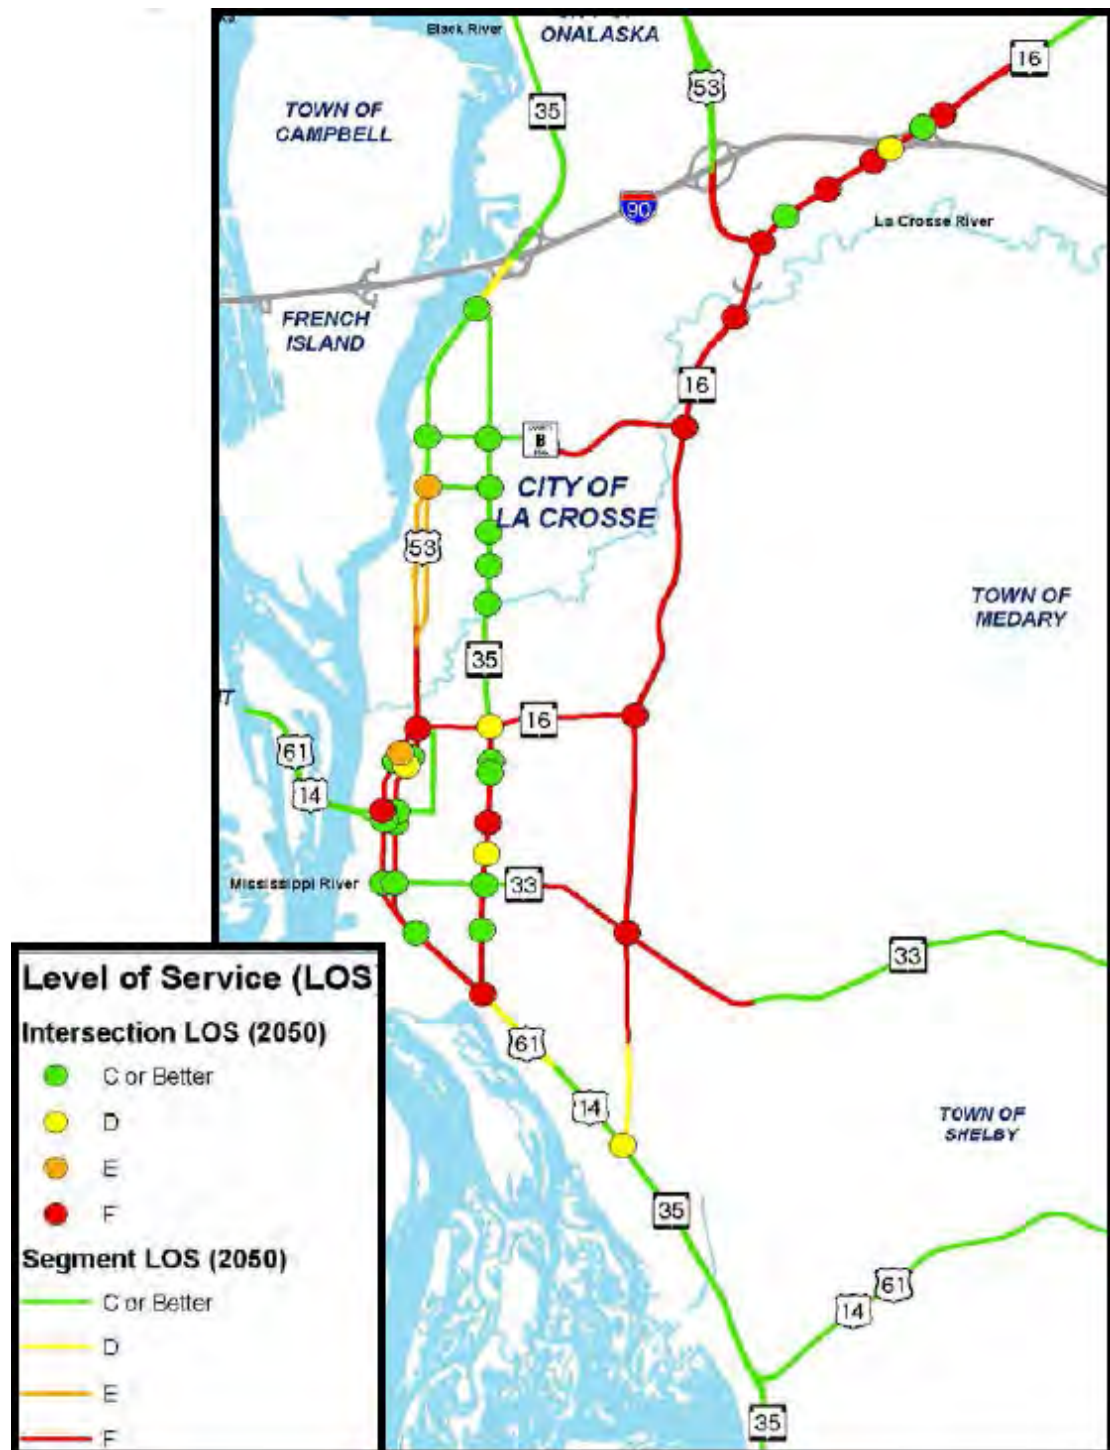 Black River
ONALASKA
16
53
35
TOWN OF
CAMPBELL
90
La Crosse River
FRENCH
ISLAND
16
B
CITY OF
LA CROSSE
53
TOWN OF
MEDARY
35
16
61
14
Mississippi River
33
33
61
14
TOWN OF
SHELBY
35
61
14
35
Level of Service (LOS
Intersection LOS (2050)
C or Better
D
E
F
Segment LOS (2050)
C or Better
D
E
F